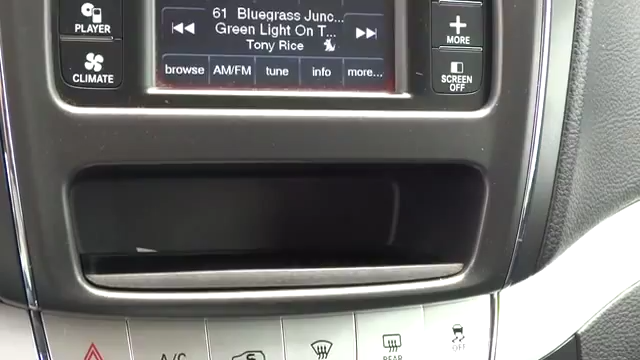 61 Bluegrass Junc...
Green Light On T...
Tony Rice
PLAYER
CLIMATE
browse AM/FM tune info more...
MORE
SCREEN
OFF
A/C
REAR
OFF